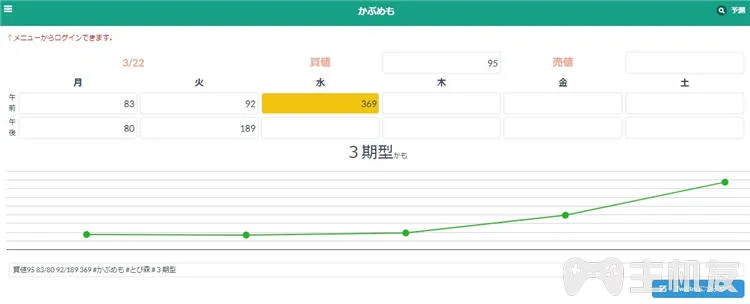 かぶめも
予測
↑メニューからログインできます。
3/22 買値 95 売値
月 火 水 木 金 土
午前 83 92 369
午後 80 189
3期型かも
買値95 83/80 92/189 369 #かぶめも #とび森 #3期型
主机友